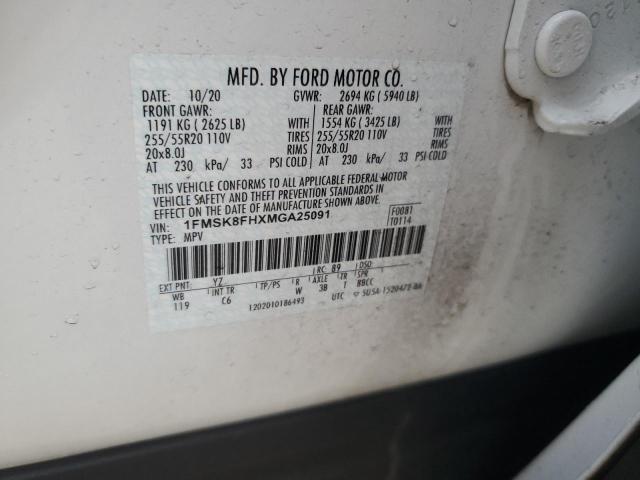 MFD. BY FORD MOTOR CO.
DATE: 10/20 GVWR: 2694 KG ( 5940 LB)
FRONT GAWR: REAR GAWR:
1191 KG ( 2625 LB) WITH 1554 KG ( 3425 LB) WITH
255/55R20 110V TIRES 255/55R20 110V TIRES
20x8.0J RIMS 20x8.0J RIMS
AT 230 kPa/ 33 PSI COLD AT 230 kPa/ 33 PSI COLD
THIS VEHICLE CONFORMS TO ALL APPLICABLE FEDERAL MOTOR
VEHICLE SAFETY AND THEFT PREVENTION STANDARDS IN
EFFECT ON THE DATE OF MANUFACTURE SHOWN ABOVE.
VIN: 1FMSK8FHXMGA25091 F0081
TYPE: MPV T0114
EXT PNT: YZ RC: 89 DSO:
WB INT TR TP/PS R AXLE TR SPR
119 C6 W 3B T BBCC
1202010186493 UTC